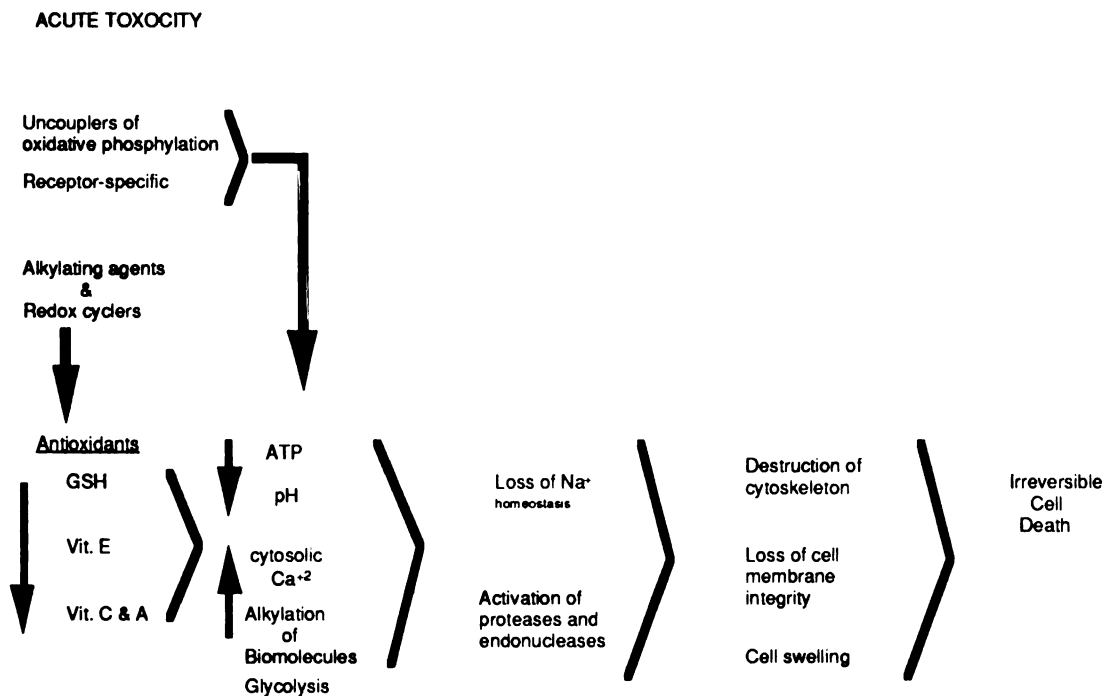 ACUTE TOXOCITY
Uncouplers of
oxidative phosphylation
Receptor-specific
Alkylating agents
&
Redox cyclers
Antioxidants
GSH
Vit. E
Vit. C & A
ATP
pH
cytosolic
Ca+2
Alkylation
of
Biomolecules
Glycolysis
Loss of Na+
homeostasis
Activation of
proteases and
endonucleases
Destruction of
cytoskeleton
Loss of cell
membrane
integrity
Cell swelling
Irreversible
Cell
Death